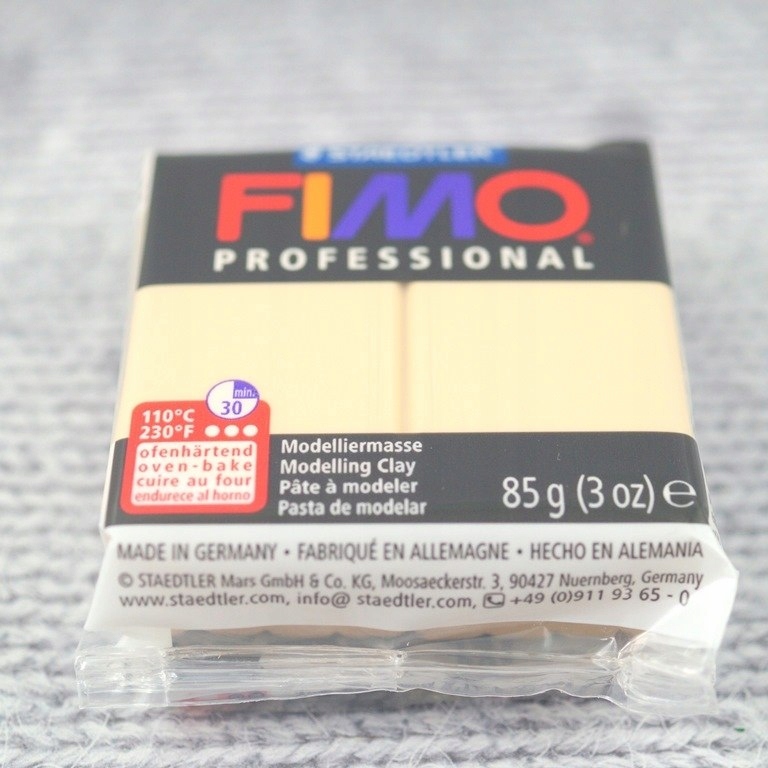 STAEDTLER
FIMO
PROFESSIONAL
min.
30
110°C
230°F
ofenhärtend
oven-bake
cuire au four
endurece al horno
Modelliermasse
Modelling Clay
Pâte à modeler
Pasta de modelar
85 g (3 oz) ℮
MADE IN GERMANY • FABRIQUÉ EN ALLEMAGNE • HECHO EN ALEMANIA
© STAEDTLER Mars GmbH & Co. KG, Moosaeckerstr. 3, 90427 Nuernberg, Germany
www.staedtler.com, info@ staedtler.com, +49 (0)911 93 65 - 0